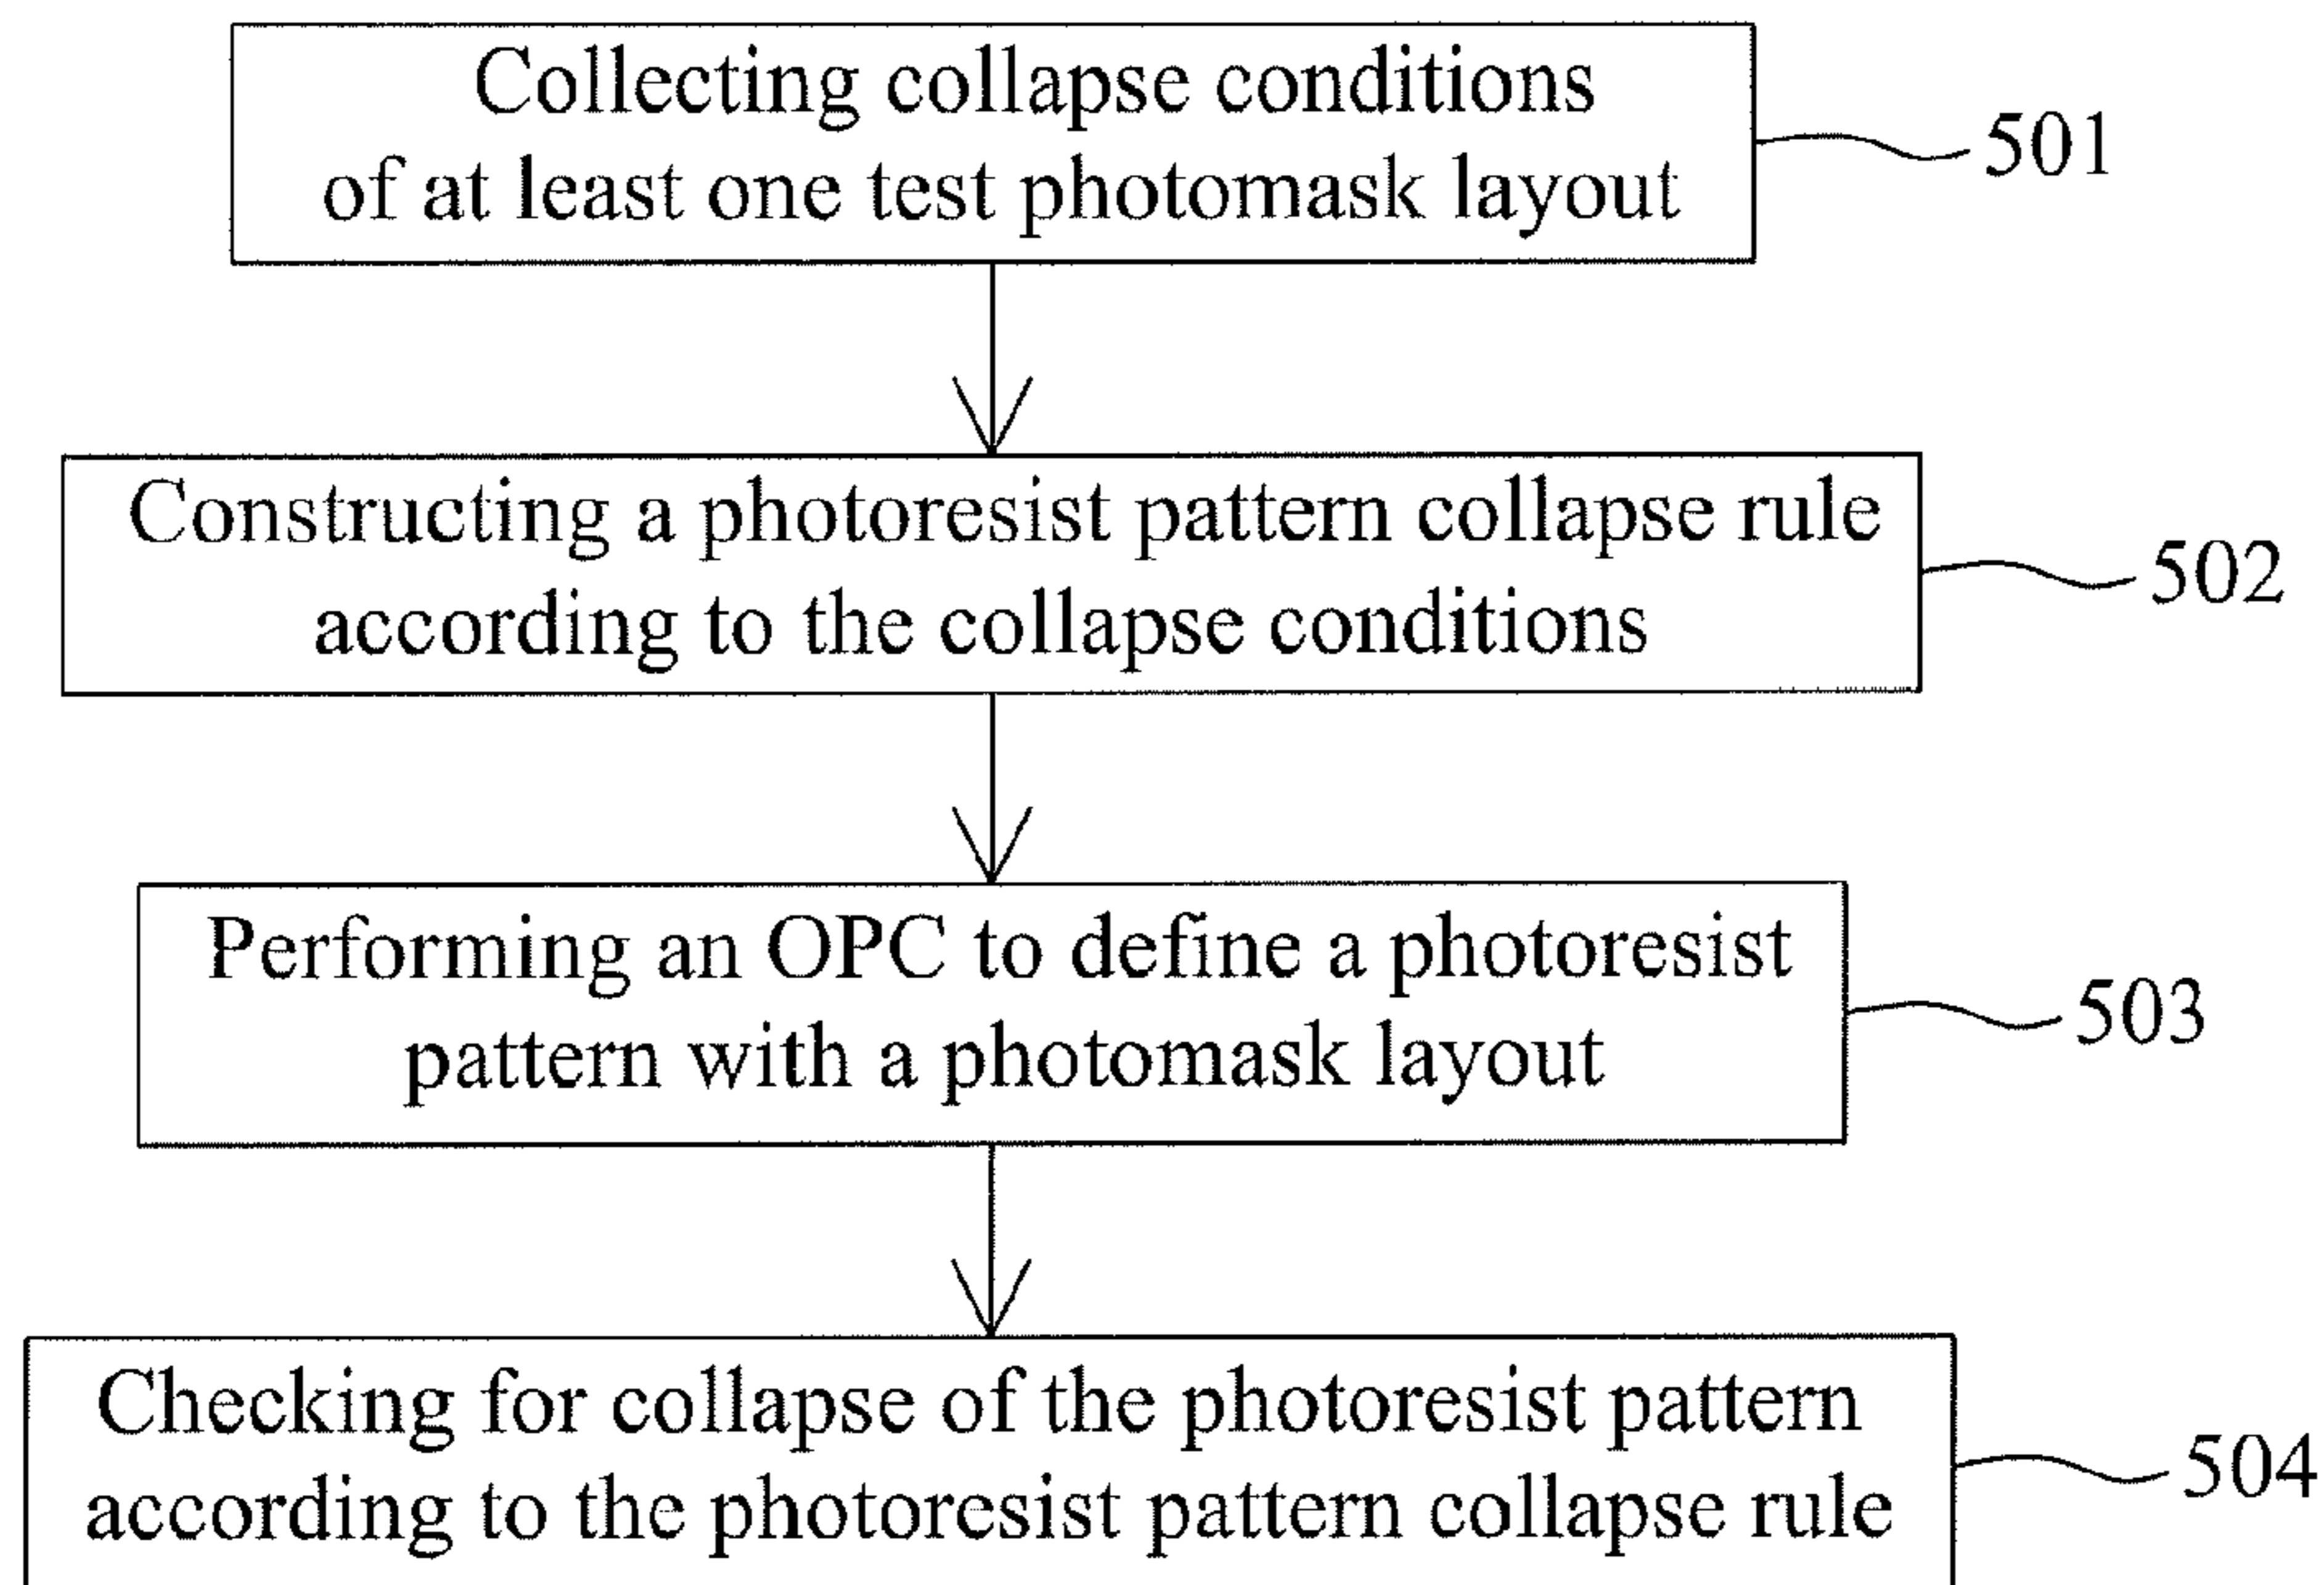 Collecting collapse conditions
of at least one test photomask layout
501
Constructing a photoresist pattern collapse rule
according to the collapse conditions
502
Performing an OPC to define a photoresist
pattern with a photomask layout
503
Checking for collapse of the photoresist pattern
according to the photoresist pattern collapse rule
504